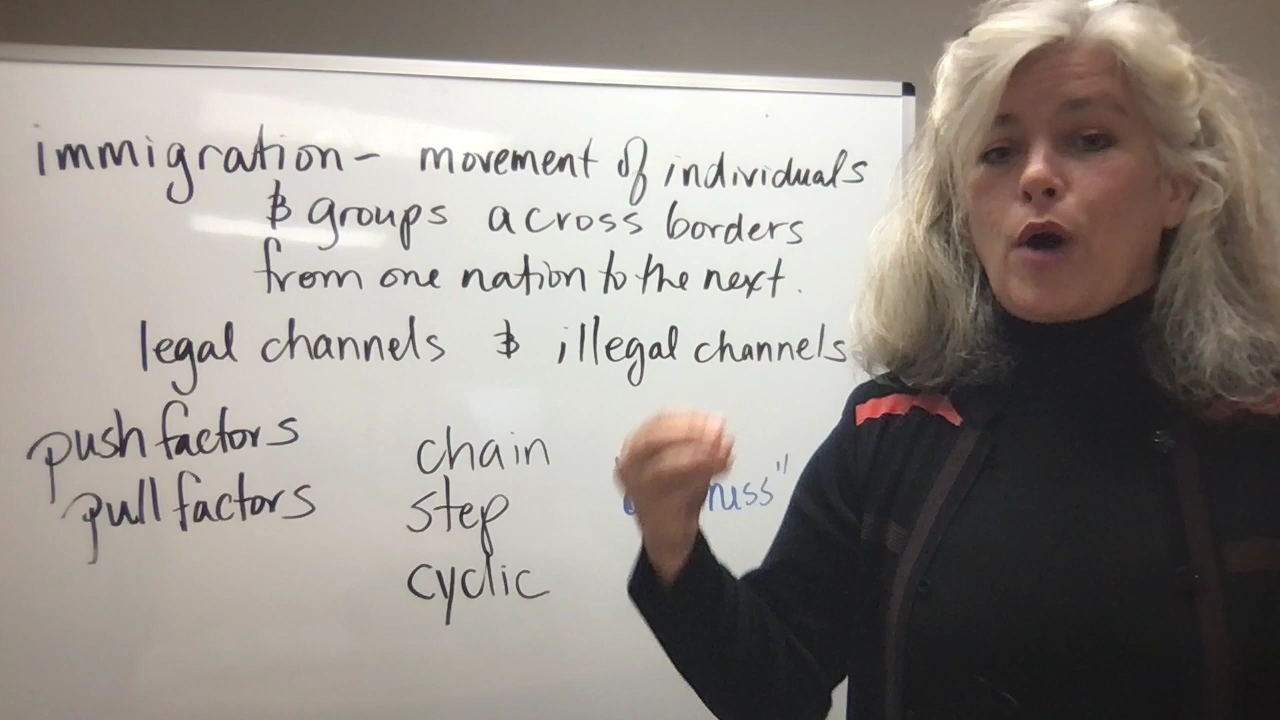 immigration - movement of individuals
& groups across borders
from one nation to the next.
legal channels & illegal channels
push factors
pull factors
chain
step
cyclic